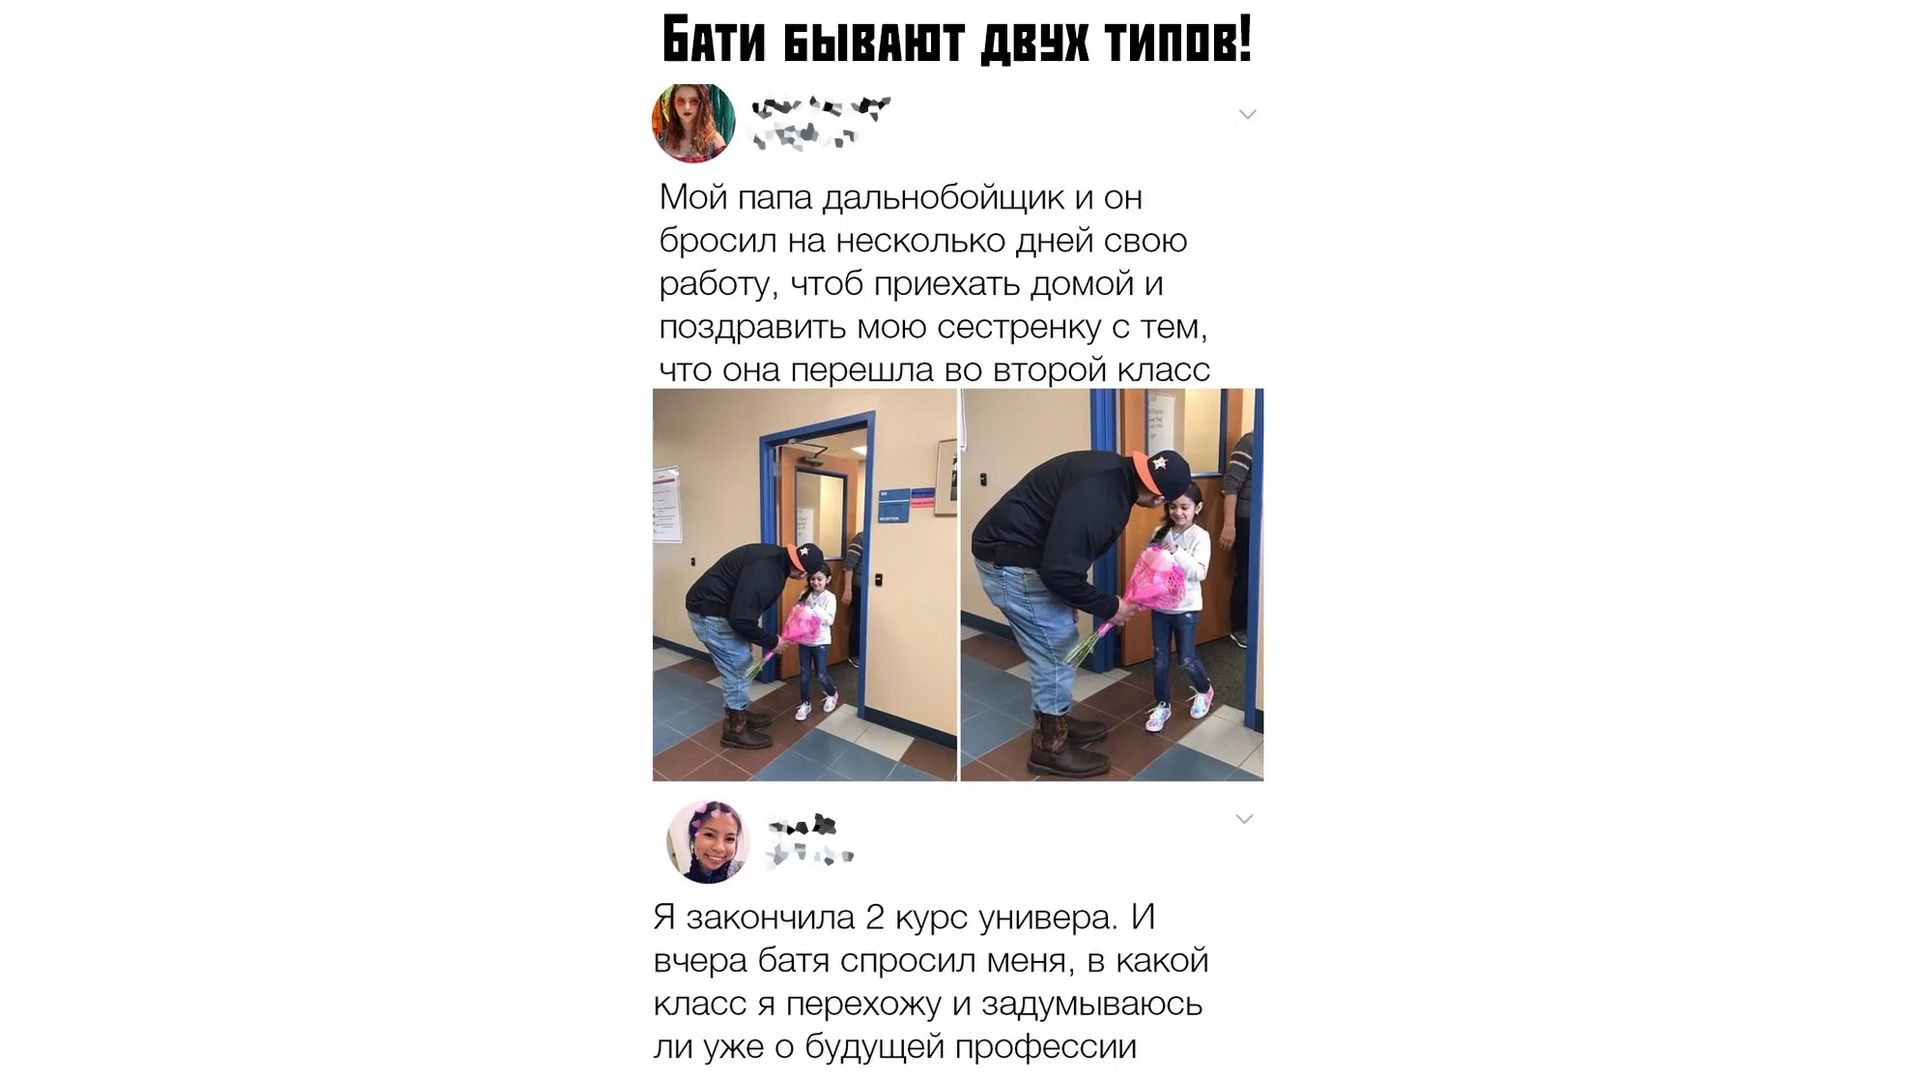 Бати бывают двух типов!
Мой папа дальнобойщик и он
бросил на несколько дней свою
работу, чтоб приехать домой и
поздравить мою сестренку с тем,
что она перешла во второй класс
RECEPTION
Я закончила 2 курс универа. И
вчера батя спросил меня, в какой
класс я перехожу и задумываюсь
ли уже о будущей профессии